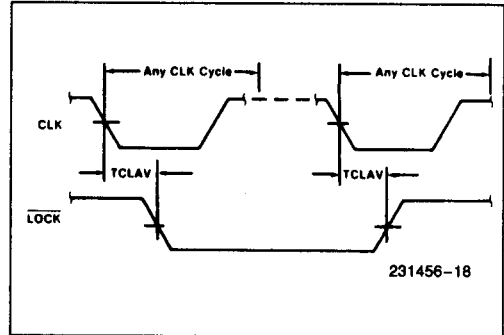 Any CLK Cycle Any CLK Cycle
CLK
TCLAV TCLAV
LOCK
231456-18